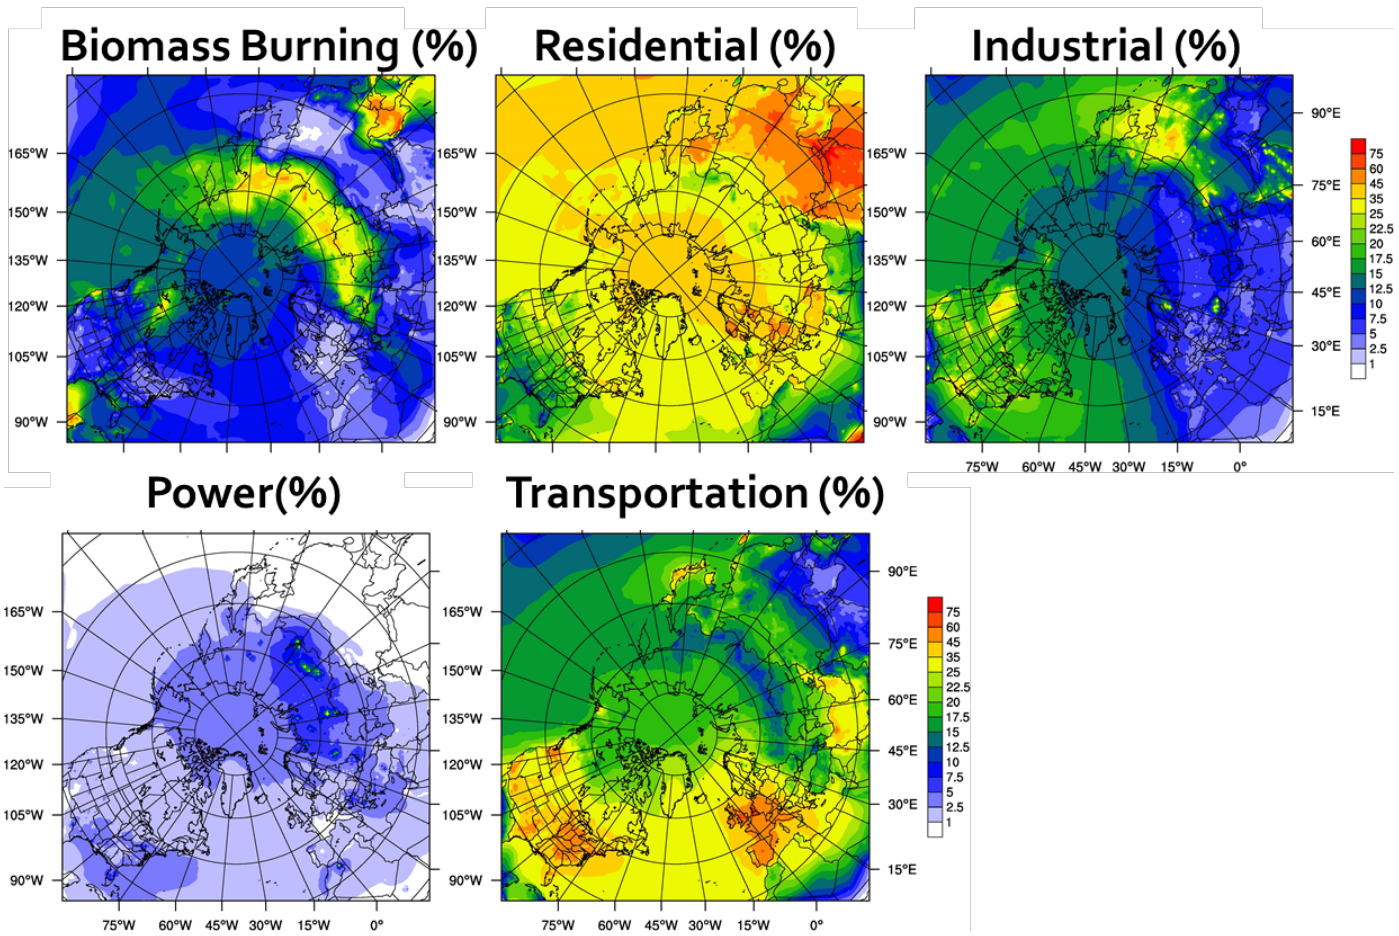 Biomass Burning (%)
Residential (%)
Industrial (%)
165°W
150°W
135°W
120°W
105°W
90°W
165°W
150°W
135°W
120°W
105°W
90°W
90°E
75°E
60°E
45°E
30°E
15°E
75
60
45
35
25
22.5
20
17.5
15
12.5
10
7.5
5
2.5
1
75°W
60°W
45°W
30°W
15°W
0°
Power(%)
Transportation (%)
165°W
150°W
135°W
120°W
105°W
90°W
75°W
60°W
45°W
30°W
15°W
0°
90°E
75°E
60°E
45°E
30°E
15°E
165°W
150°W
135°W
120°W
105°W
90°W
75°W
60°W
45°W
30°W
15°W
0°
75
60
45
35
25
22.5
20
17.5
15
12.5
10
7.5
5
2.5
1